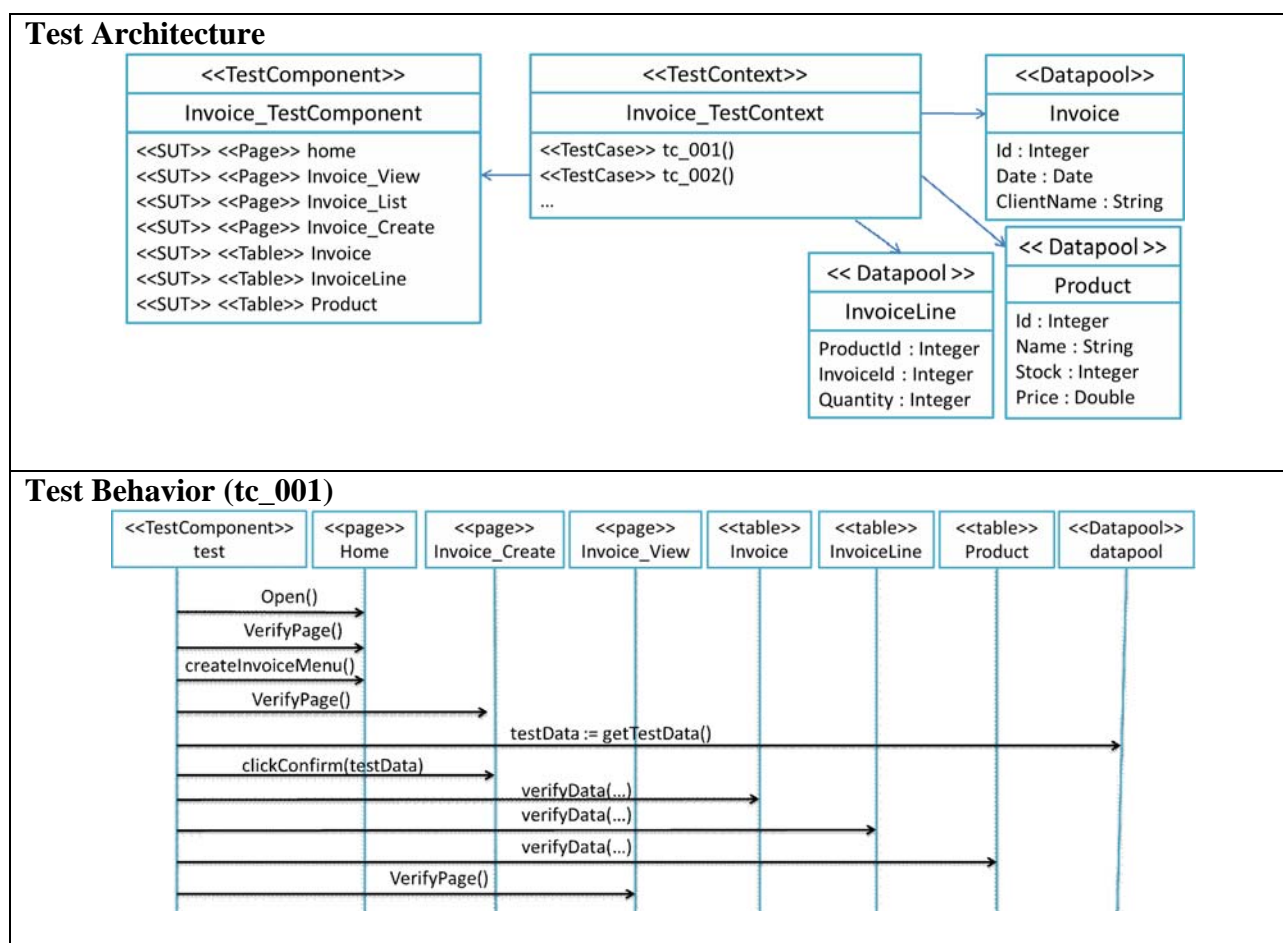 Test Architecture
<<TestComponent>>
Invoice_TestComponent
<<SUT>> <<Page>> home
<<SUT>> <<Page>> Invoice_View
<<SUT>> <<Page>> Invoice_List
<<SUT>> <<Page>> Invoice_Create
<<SUT>> <<Table>> Invoice
<<SUT>> <<Table>> InvoiceLine
<<SUT>> <<Table>> Product
<<TestContext>>
Invoice_TestContext
<<TestCase>> tc_001()
<<TestCase>> tc_002()
...
<<Datapool>>
Invoice
Id : Integer
Date : Date
ClientName : String
<< Datapool >>
InvoiceLine
ProductId : Integer
InvoiceId : Integer
Quantity : Integer
<< Datapool >>
Product
Id : Integer
Name : String
Stock : Integer
Price : Double
Test Behavior (tc_001)
<<TestComponent>>
test
<<page>>
Home
<<page>>
Invoice_Create
<<page>>
Invoice_View
<<table>>
Invoice
<<table>>
InvoiceLine
<<table>>
Product
<<Datapool>>
datapool
Open()
VerifyPage()
createInvoiceMenu()
VerifyPage()
testData := getTestData()
clickConfirm(testData)
verifyData(...)
verifyData(...)
verifyData(...)
VerifyPage()